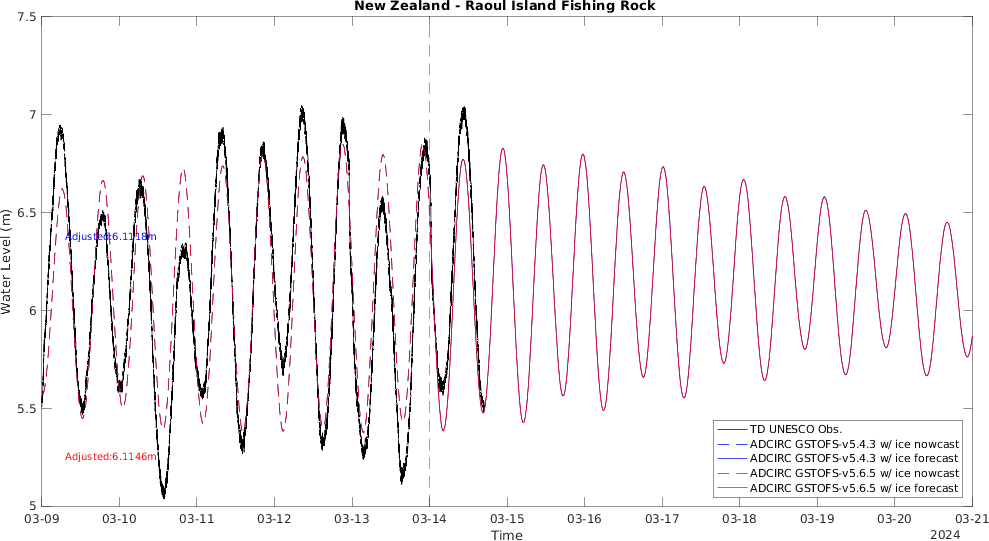 New Zealand - Raoul Island Fishing Rock
7.5
7
6.5
6
5.5
5
Water Level (m)
Adjusted:6.1118m
Adjusted:6.1146m
TD UNESCO Obs.
ADCIRC GSTOFS-v5.4.3 w/ ice nowcast
ADCIRC GSTOFS-v5.4.3 w/ ice forecast
ADCIRC GSTOFS-v5.6.5 w/ ice nowcast
ADCIRC GSTOFS-v5.6.5 w/ ice forecast
03-09 03-10 03-11 03-12 03-13 03-14 03-15 03-16 03-17 03-18 03-19 03-20 03-21
Time
2024